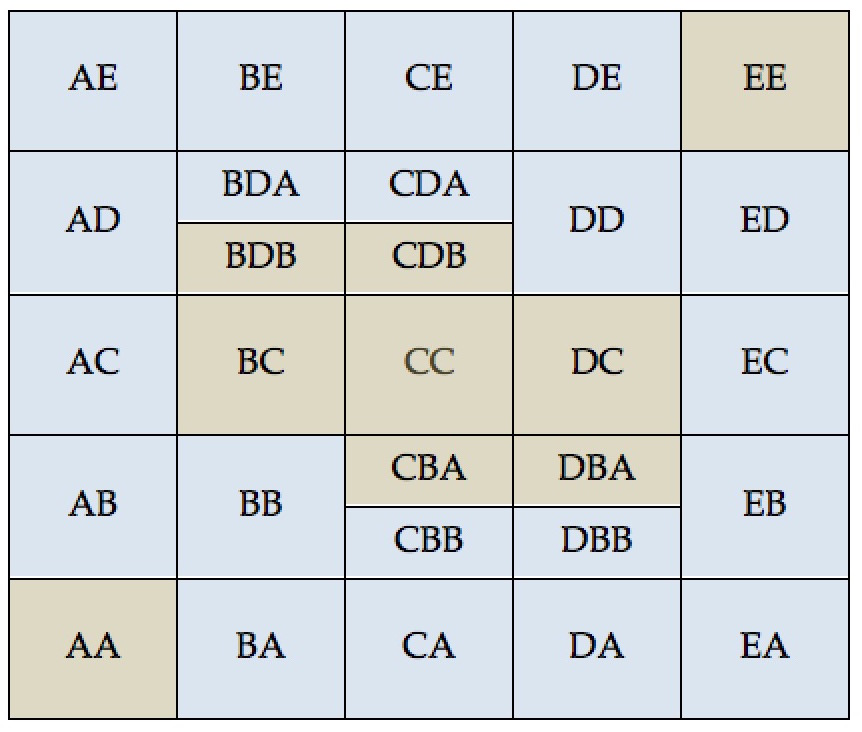 AE BE CE DE EE
BDA CDA
AD DD ED
BDB CDB
AC BC CC DC EC
CBA DBA
AB BB EB
CBB DBB
AA BA CA DA EA